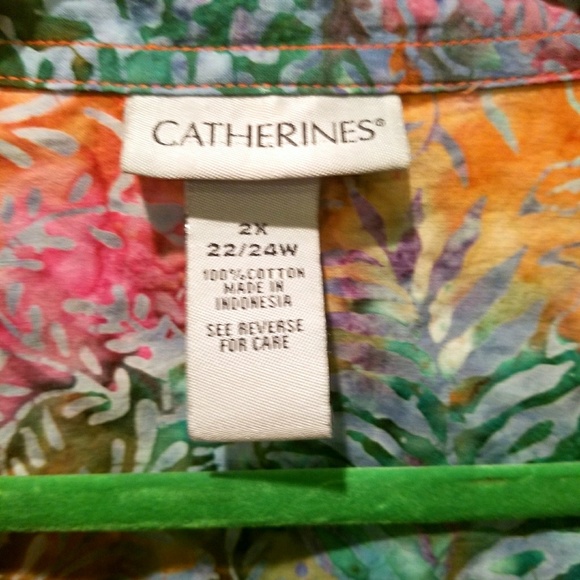 CATHERINES®
2X
22/24W
100% COTTON
MADE IN
INDONESIA
SEE REVERSE
FOR CARE